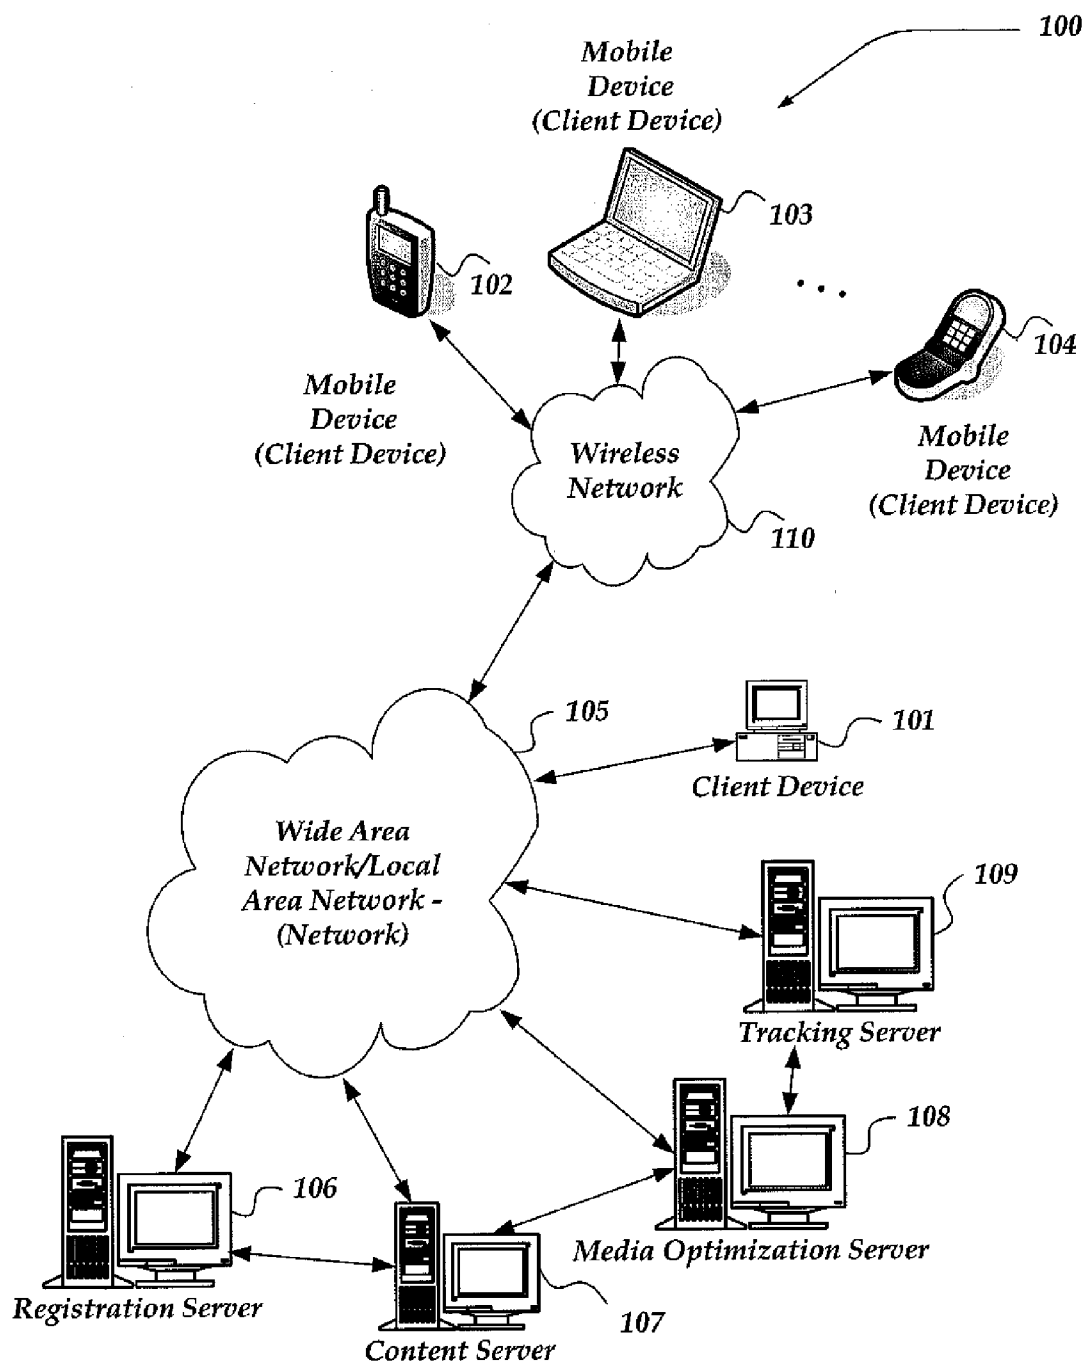 100
Mobile
Device
(Client Device)
103
102
. . .
104
Mobile
Device
(Client Device)
Mobile
Device
(Client Device)
Wireless
Network
110
105
101
Client Device
Wide Area
Network/Local
Area Network -
(Network)
109
Tracking Server
108
Media Optimization Server
106
Registration Server
107
Content Server